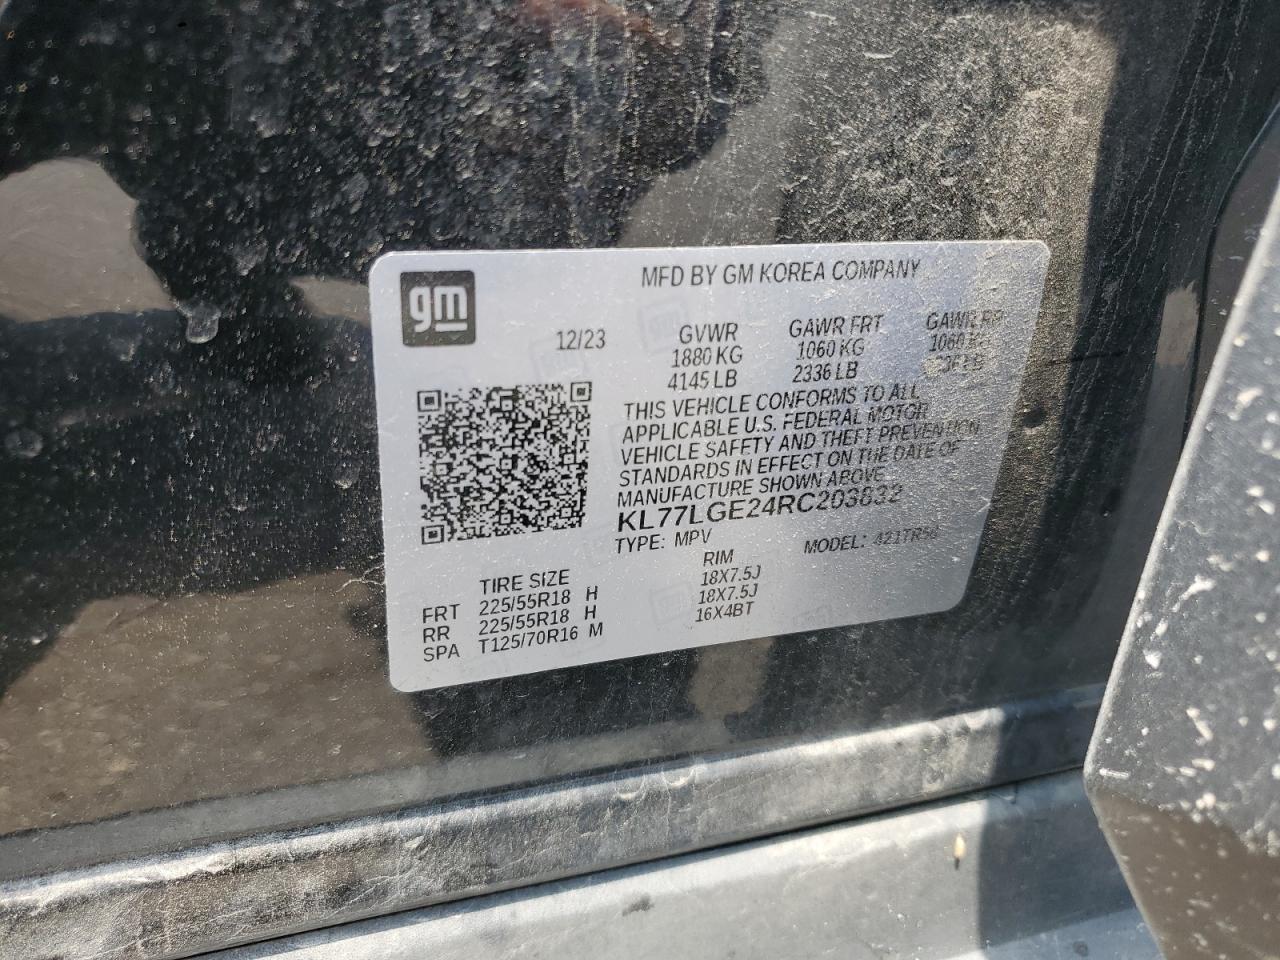 gm
MFD BY GM KOREA COMPANY
12/23 GVWR GAWR FRT GAWR RR
1880 KG 1060 KG 1060
4145 LB 2336 LB
THIS VEHICLE CONFORMS TO ALL
APPLICABLE U.S. FEDERAL MOTOR
VEHICLE SAFETY AND THEFT PREVENTION
STANDARDS IN EFFECT ON THE DATE OF
MANUFACTURE SHOWN ABOVE
KL77LGE24RC203832
TYPE: MPV MODEL:
TIRE SIZE RIM
FRT 225/55R18 H 18X7.5J
RR 225/55R18 H 18X7.5J
SPA T125/70R16 M 16X4BT